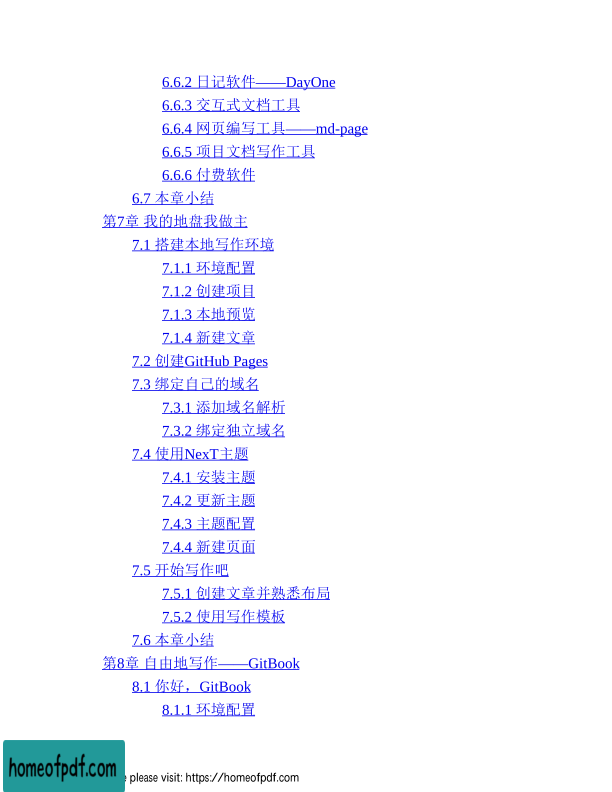 6.6.2 日记软件——DayOne
6.6.3 交互式文档工具
6.6.4 网页编写工具——md-page
6.6.5 项目文档写作工具
6.6.6 付费软件
6.7 本章小结
第7章 我的地盘我做主
7.1 搭建本地写作环境
7.1.1 环境配置
7.1.2 创建项目
7.1.3 本地预览
7.1.4 新建文章
7.2 创建GitHub Pages
7.3 绑定自己的域名
7.3.1 添加域名解析
7.3.2 绑定独立域名
7.4 使用NexT主题
7.4.1 安装主题
7.4.2 更新主题
7.4.3 主题配置
7.4.4 新建页面
7.5 开始写作吧
7.5.1 创建文章并熟悉布局
7.5.2 使用写作模板
7.6 本章小结
第8章 自由地写作——GitBook
8.1 你好，GitBook
8.1.1 环境配置
homeofpdf.com
please visit: https://homeofpdf.com